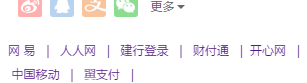 更多
网 易 | 人人网 | 建行登录 | 财付通 | 开心网 |
中国移动 | 翼支付 |